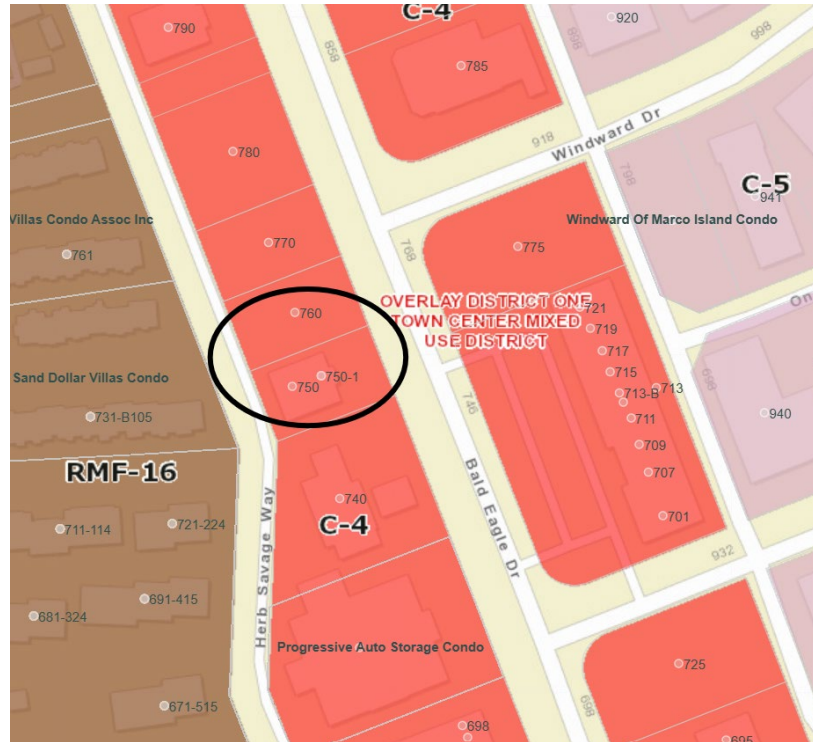 C-4
790
858
785
920
898
998
918
Windward Dr
780
798
C-5
941
Villas Condo Assoc Inc
761
770
768
775
Windward Of Marco Island Condo
OVERLAY DISTRICT ONE
TOWN CENTER MIXED
USE DISTRICT
760
721
719
717
715
713-B
713
711
709
707
701
On
698
940
750
750-1
746
Sand Dollar Villas Condo
731-B105
RMF-16
711-114
721-224
740
C-4
Bald Eagle Dr
932
Herb Savage Way
691-415
681-324
Progressive Auto Storage Condo
725
671-515
698
698
695